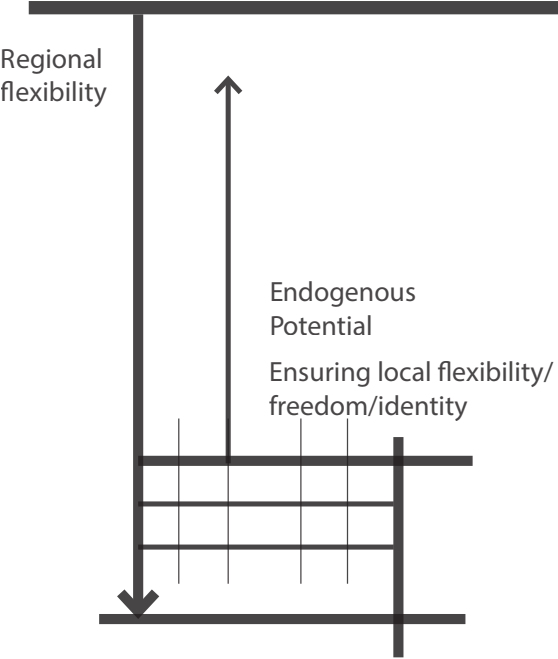 Regional
flexibility
Endogenous
Potential
Ensuring local flexibility/
freedom/identity